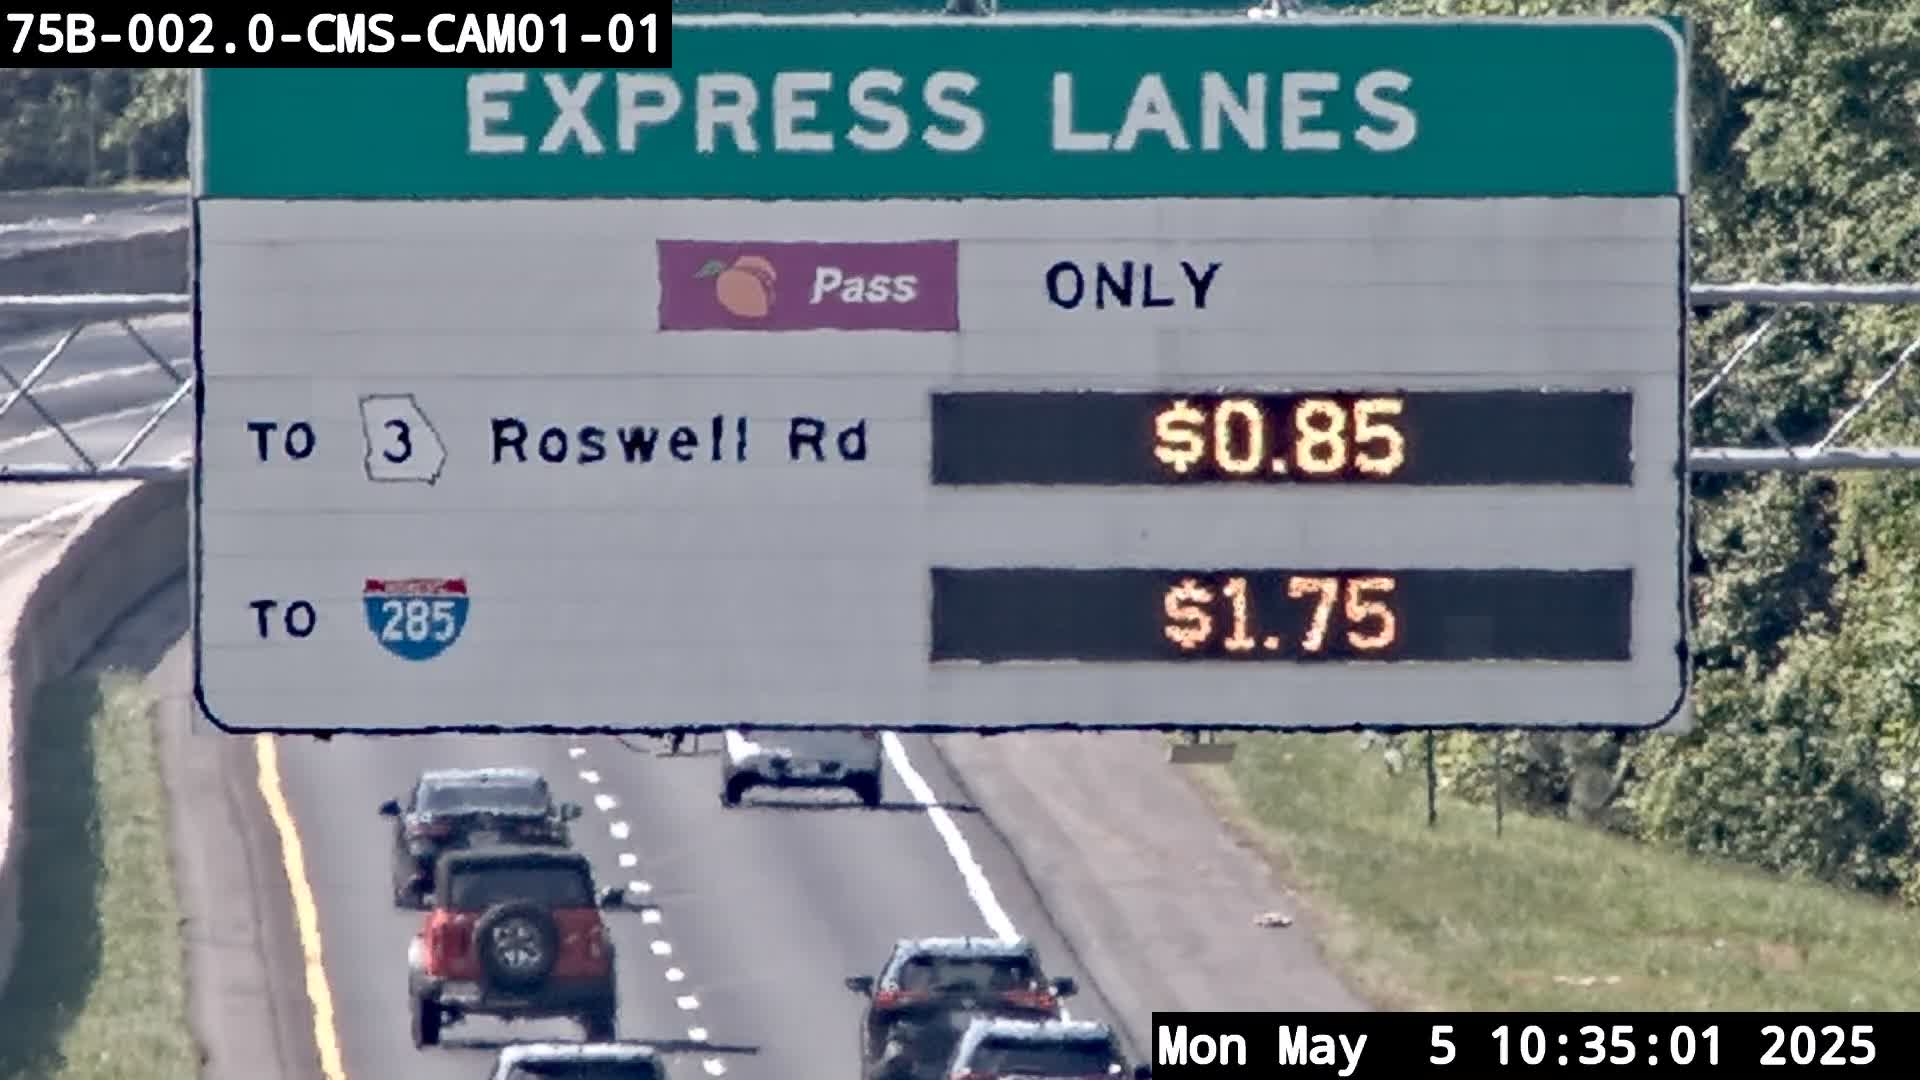 75B-002.0-CMS-CAM01-01
EXPRESS LANES
Pass ONLY
TO 3 Roswell Rd $0.85
TO 285 $1.75
Mon May 5 10:35:01 2025